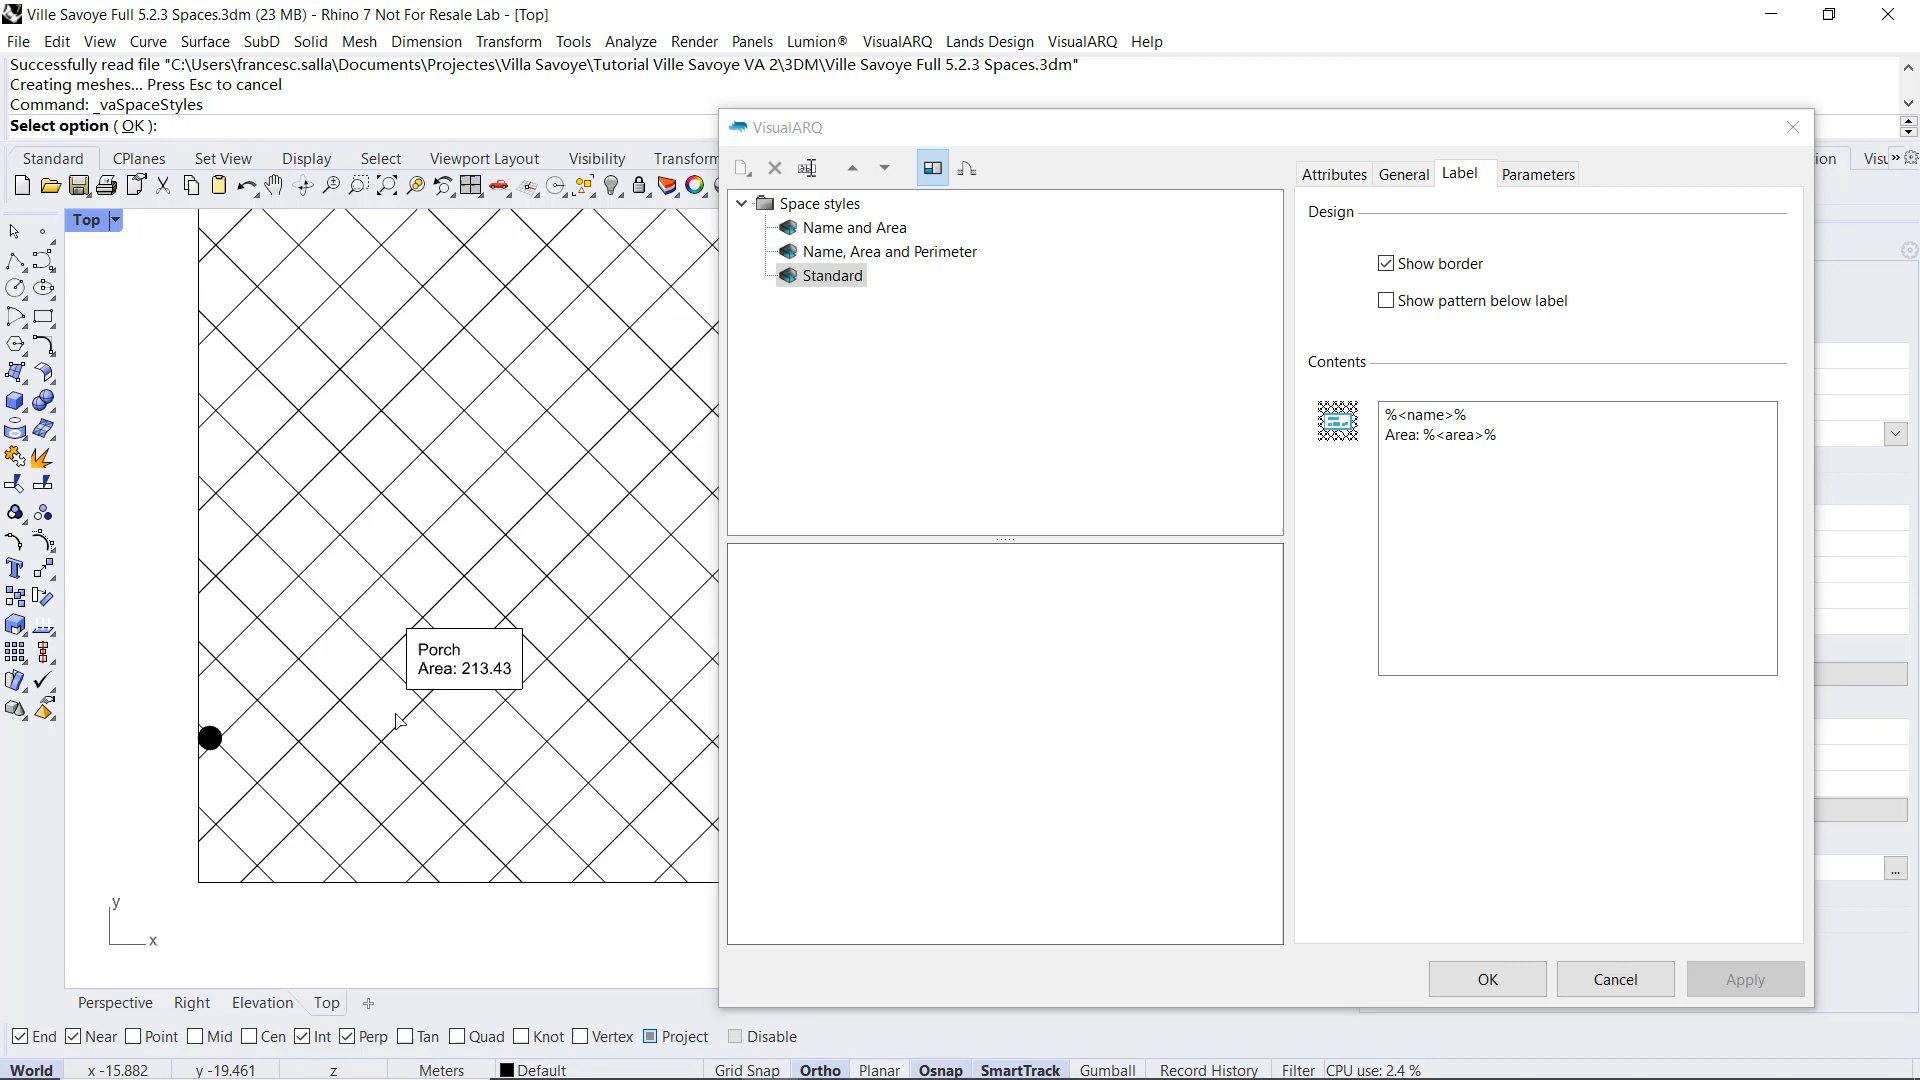 Ville Savoye Full 5.2.3 Spaces.3dm (23 MB) - Rhino 7 Not For Resale Lab - [Top]
File Edit View Curve Surface SubD Solid Mesh Dimension Transform Tools Analyze Render Panels Lumion® VisualARQ Lands Design VisualARQ Help
Successfully read file "C:\Users\francesc.salla\Documents\Projectes\Villa Savoye\Tutorial Ville Savoye VA 2\3DM\Ville Savoye Full 5.2.3 Spaces.3dm"
Creating meshes... Press Esc to cancel
Command: _vaSpaceStyles
Select option ( OK ):
Standard CPlanes Set View Display Select Viewport Layout Visibility Transform
Top
Porch
Area: 213.43
y
x
VisualARQ
Space styles
Name and Area
Name, Area and Perimeter
Standard
Attributes General Label Parameters
Design
Show border
Show pattern below label
Contents
%<name>%
Area: %<area>%
OK Cancel Apply
...
Perspective Right Elevation Top
End Near Point Mid Cen Int Perp Tan Quad Knot Vertex Project Disable
World x -15.882 y -19.461 z Meters Default Grid Snap Ortho Planar Osnap SmartTrack Gumball Record History Filter CPU use: 2.4 %